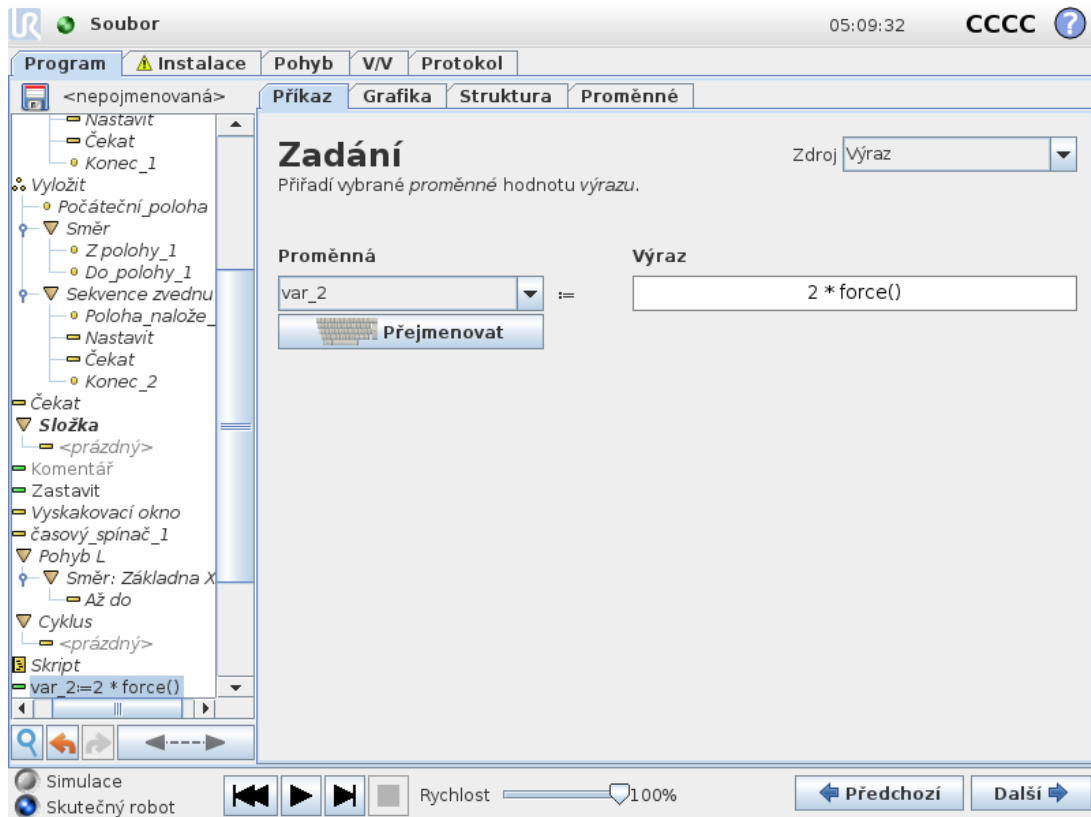 Soubor
05:09:32
CCCC
?
Program
Instalace
Pohyb
V/V
Protokol
<nepojmenovaná>
Příkaz
Grafika
Struktura
Proměnné
Nastavit
Čekat
Konec_1
Vyložit
Počáteční_poloha
Směr
Z polohy_1
Do_polohy_1
Sekvence zvednu
Poloha_nalože_
Nastavit
Čekat
Konec_2
Čekat
Složka
<prázdný>
Komentář
Zastavit
Vyskakovací okno
časový_spínač_1
Pohyb L
Směr: Základna X
Až do
Cyklus
<prázdný>
Skript
var_2:=2 * force()
Zadání
Zdroj Výraz
Přiřadí vybrané proměnné hodnotu výrazu.
Proměnná
Výraz
var_2 := 2 * force()
Přejmenovat
Simulace
Skutečný robot
Rychlost 100%
Předchozí
Další